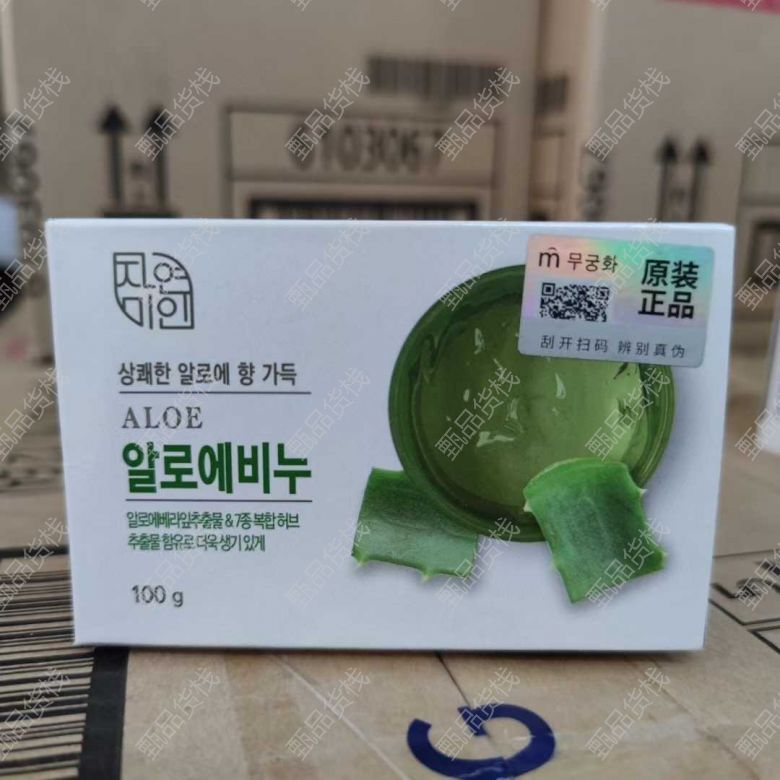 0103067
자연
미인
상쾌한 알로에 향 가득
ALOE
알로에비누
알로에베라잎추출물 & 7종 복합 허브
추출물 함유로 더욱 생기 있게
100 g
m 무궁화
原装
正品
刮开扫码 辨别真伪
甄品货栈